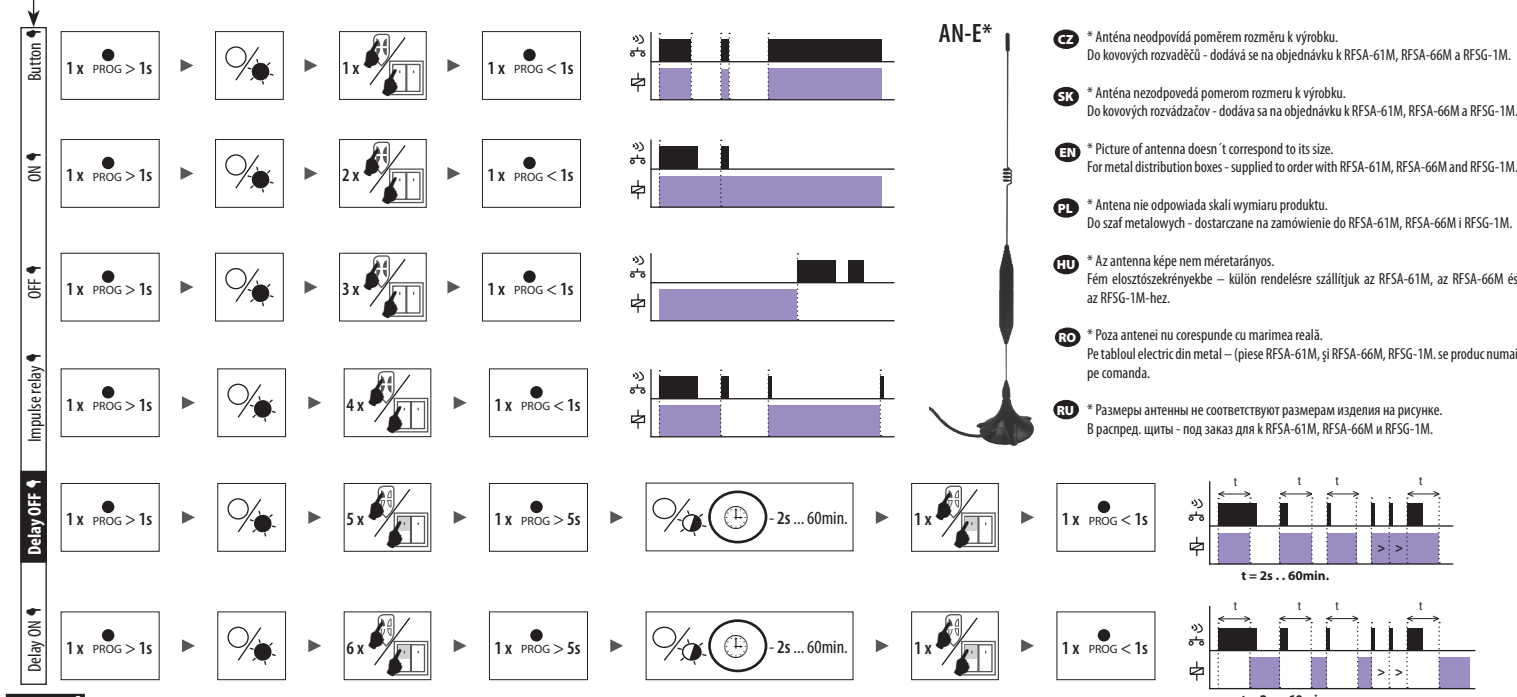 Button
1 x PROG > 1s
1 x
1 x PROG < 1s
ON
1 x PROG > 1s
2 x
1 x PROG < 1s
OFF
1 x PROG > 1s
3 x
1 x PROG < 1s
Impulse relay
1 x PROG > 1s
4 x
1 x PROG < 1s
AN-E*
CZ * Anténa neodpovídá poměrem rozměru k výrobku.
Do kovových rozvaděčů - dodává se na objednávku k RFSA-61M, RFSA-66M a RFSG-1M.
SK * Anténa nezodpovedá pomerom rozmeru k výrobku.
Do kovových rozvádzačov - dodáva sa na objednávku k RFSA-61M, RFSA-66M a RFSG-1M.
EN * Picture of antenna doesn´t correspond to its size.
For metal distribution boxes - supplied to order with RFSA-61M, RFSA-66M and RFSG-1M.
PL * Antena nie odpowiada skali wymiaru produktu.
Do szaf metalowych - dostarczane na zamówienie do RFSA-61M, RFSA-66M i RFSG-1M.
HU * Az antenna képe nem méretarányos.
Fém elosztószekrényekbe – külön rendelésre szállítjuk az RFSA-61M, az RFSA-66M és
az RFSG-1M-hez.
RO * Poza antenei nu corespunde cu marimea reală.
Pe tabloul electric din metal – (piese RFSA-61M, şi RFSA-66M, RFSG-1M. se produc numai
pe comanda.
RU * Размеры антенны не соответствуют размерам изделия на рисунке.
В распред. щиты - под заказ для k RFSA-61M, RFSA-66M и RFSG-1M.
Delay OFF
1 x PROG > 1s
5 x
1 x PROG > 5s
- 2s ... 60min.
1 x
1 x PROG < 1s
t t t t
> >
t = 2s . . 60min.
Delay ON
1 x PROG > 1s
6 x
1 x PROG > 5s
- 2s ... 60min.
1 x
1 x PROG < 1s
t t t t
> >